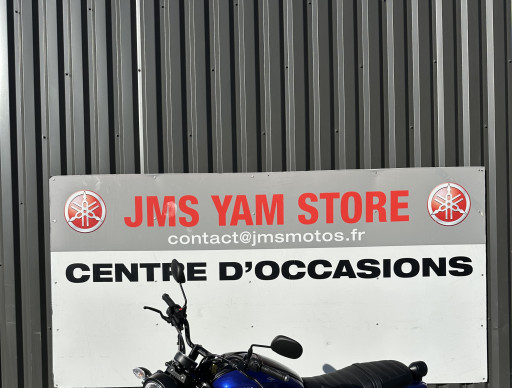 JMS YAM STORE
contact@jmsmotos.fr
CENTRE D'OCCASIONS